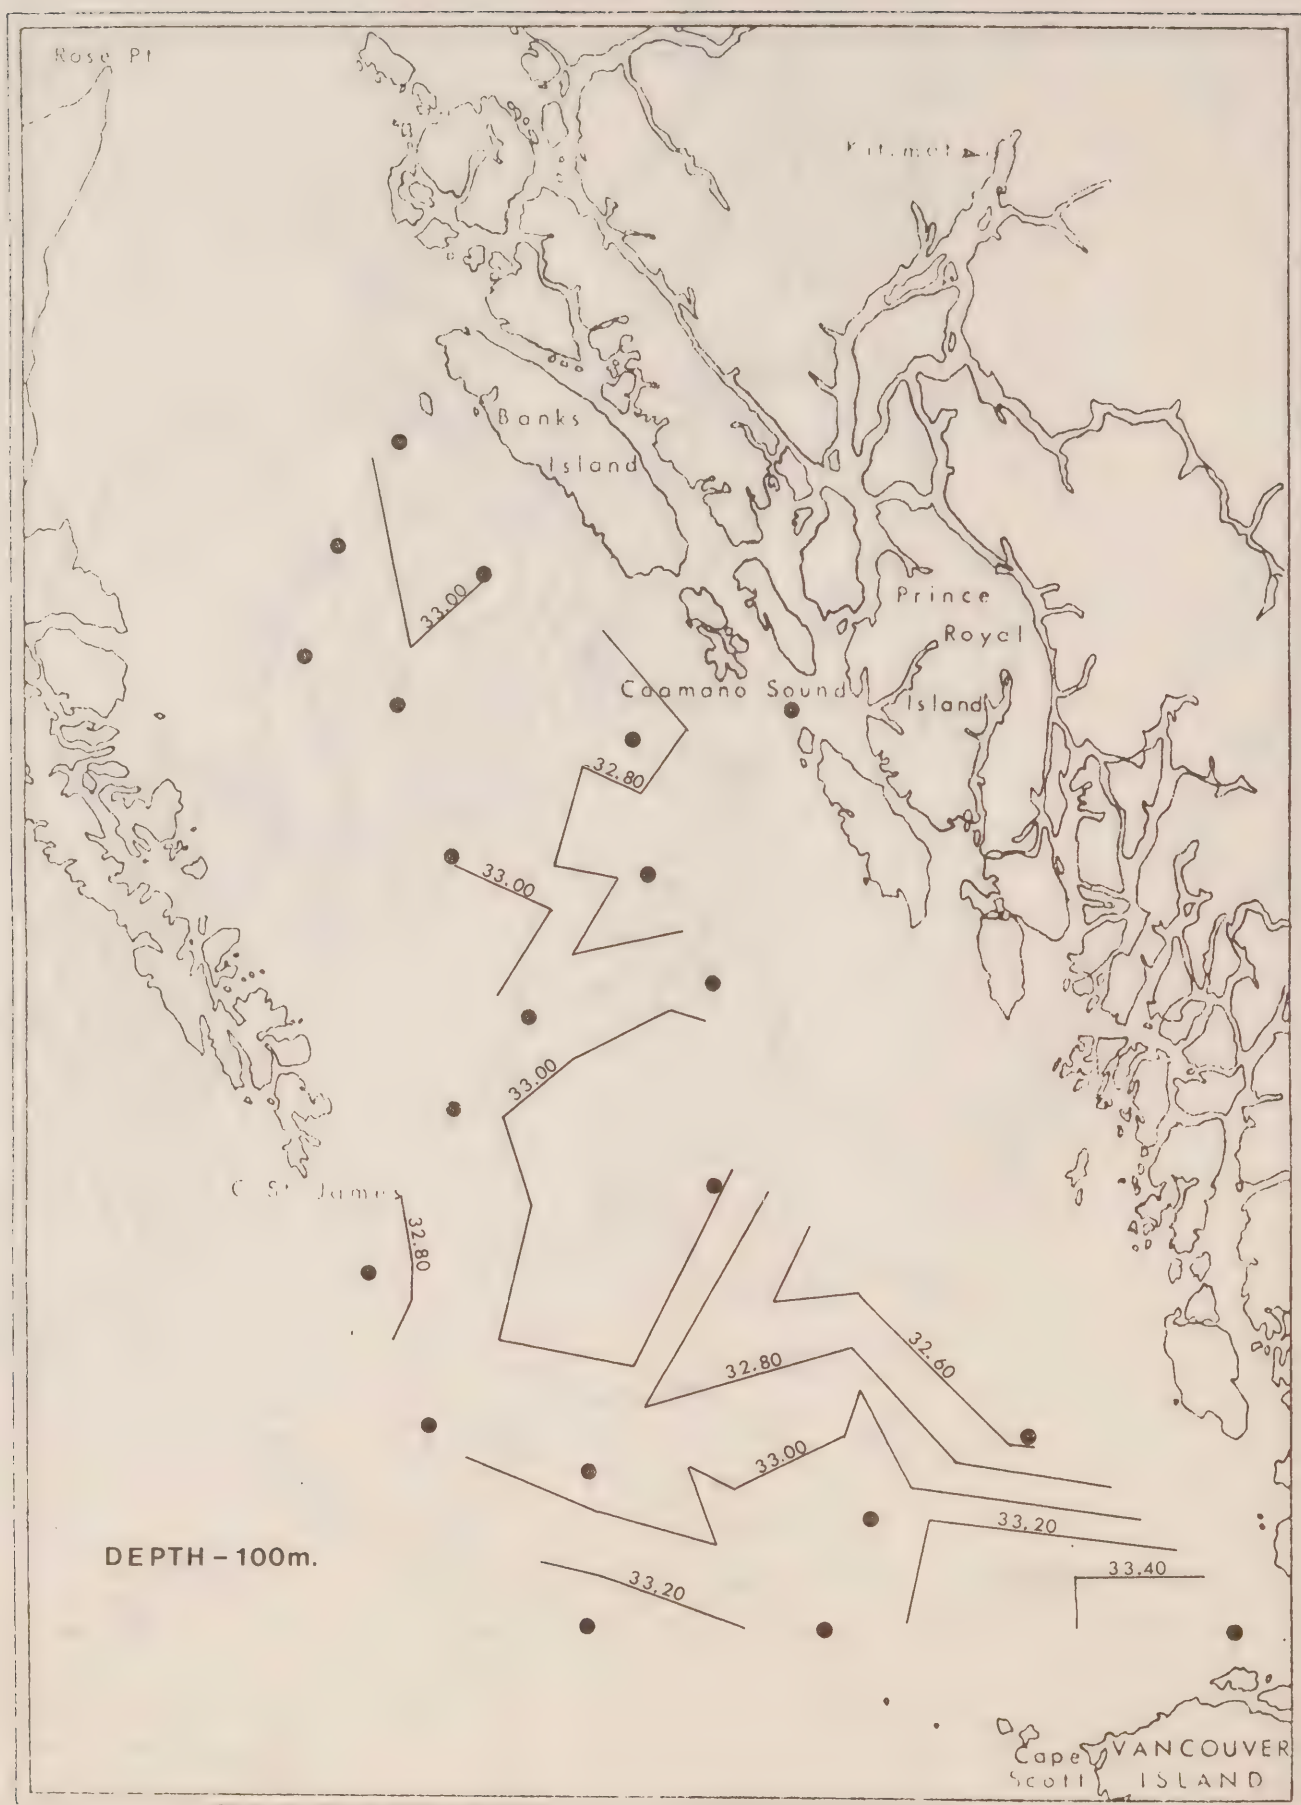 Rose Pt
Kitimat
Banks
Island
33.00
Prince
Royal
Caamano Sound
Island
32.80
33.00
33.00
C. St. James
32.80
32.60
32.80
33.00
33.20
DEPTH – 100m.
33.40
33.20
Cape
Scott
VANCOUVER
ISLAND